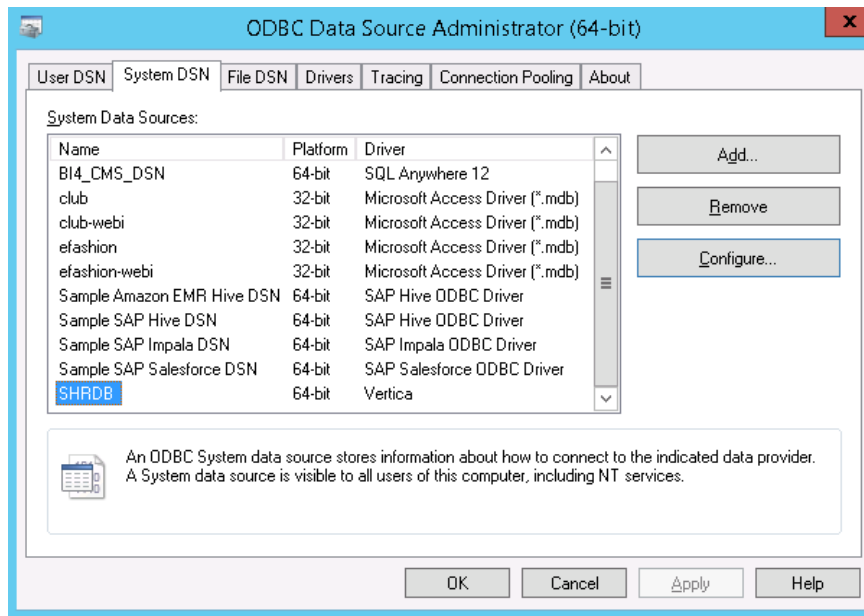 ODBC Data Source Administrator (64-bit)
x
User DSN System DSN File DSN Drivers Tracing Connection Pooling About
System Data Sources:
Name Platform Driver
BI4_CMS_DSN 64-bit SQL Anywhere 12
club 32-bit Microsoft Access Driver (*.mdb)
club-webi 32-bit Microsoft Access Driver (*.mdb)
efashion 32-bit Microsoft Access Driver (*.mdb)
efashion-webi 32-bit Microsoft Access Driver (*.mdb)
Sample Amazon EMR Hive DSN 64-bit SAP Hive ODBC Driver
Sample SAP Hive DSN 64-bit SAP Hive ODBC Driver
Sample SAP Impala DSN 64-bit SAP Impala ODBC Driver
Sample SAP Salesforce DSN 64-bit SAP Salesforce ODBC Driver
SHRDB 64-bit Vertica
Add...
Remove
Configure...
An ODBC System data source stores information about how to connect to the indicated data provider.
A System data source is visible to all users of this computer, including NT services.
OK Cancel Apply Help